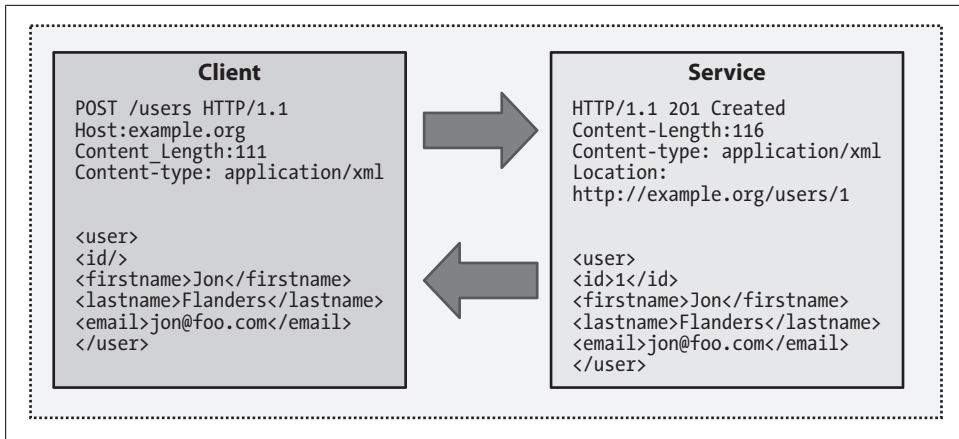 Client
POST /users HTTP/1.1
Host:example.org
Content_Length:111
Content-type: application/xml
<user>
<id/>
<firstname>Jon</firstname>
<lastname>Flanders</lastname>
<email>jon@foo.com</email>
</user>
Service
HTTP/1.1 201 Created
Content-Length:116
Content-type: application/xml
Location:
http://example.org/users/1
<user>
<id>1</id>
<firstname>Jon</firstname>
<lastname>Flanders</lastname>
<email>jon@foo.com</email>
</user>